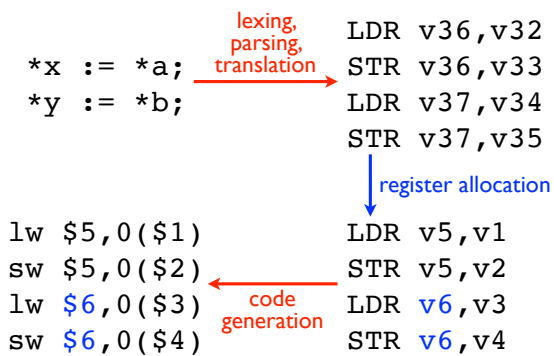 *x := *a;
*y := *b;
lexing,
parsing,
translation
LDR v36,v32
STR v36,v33
LDR v37,v34
STR v37,v35
register allocation
LDR v5,v1
STR v5,v2
LDR v6,v3
STR v6,v4
code
generation
lw $5,0($1)
sw $5,0($2)
lw $6,0($3)
sw $6,0($4)